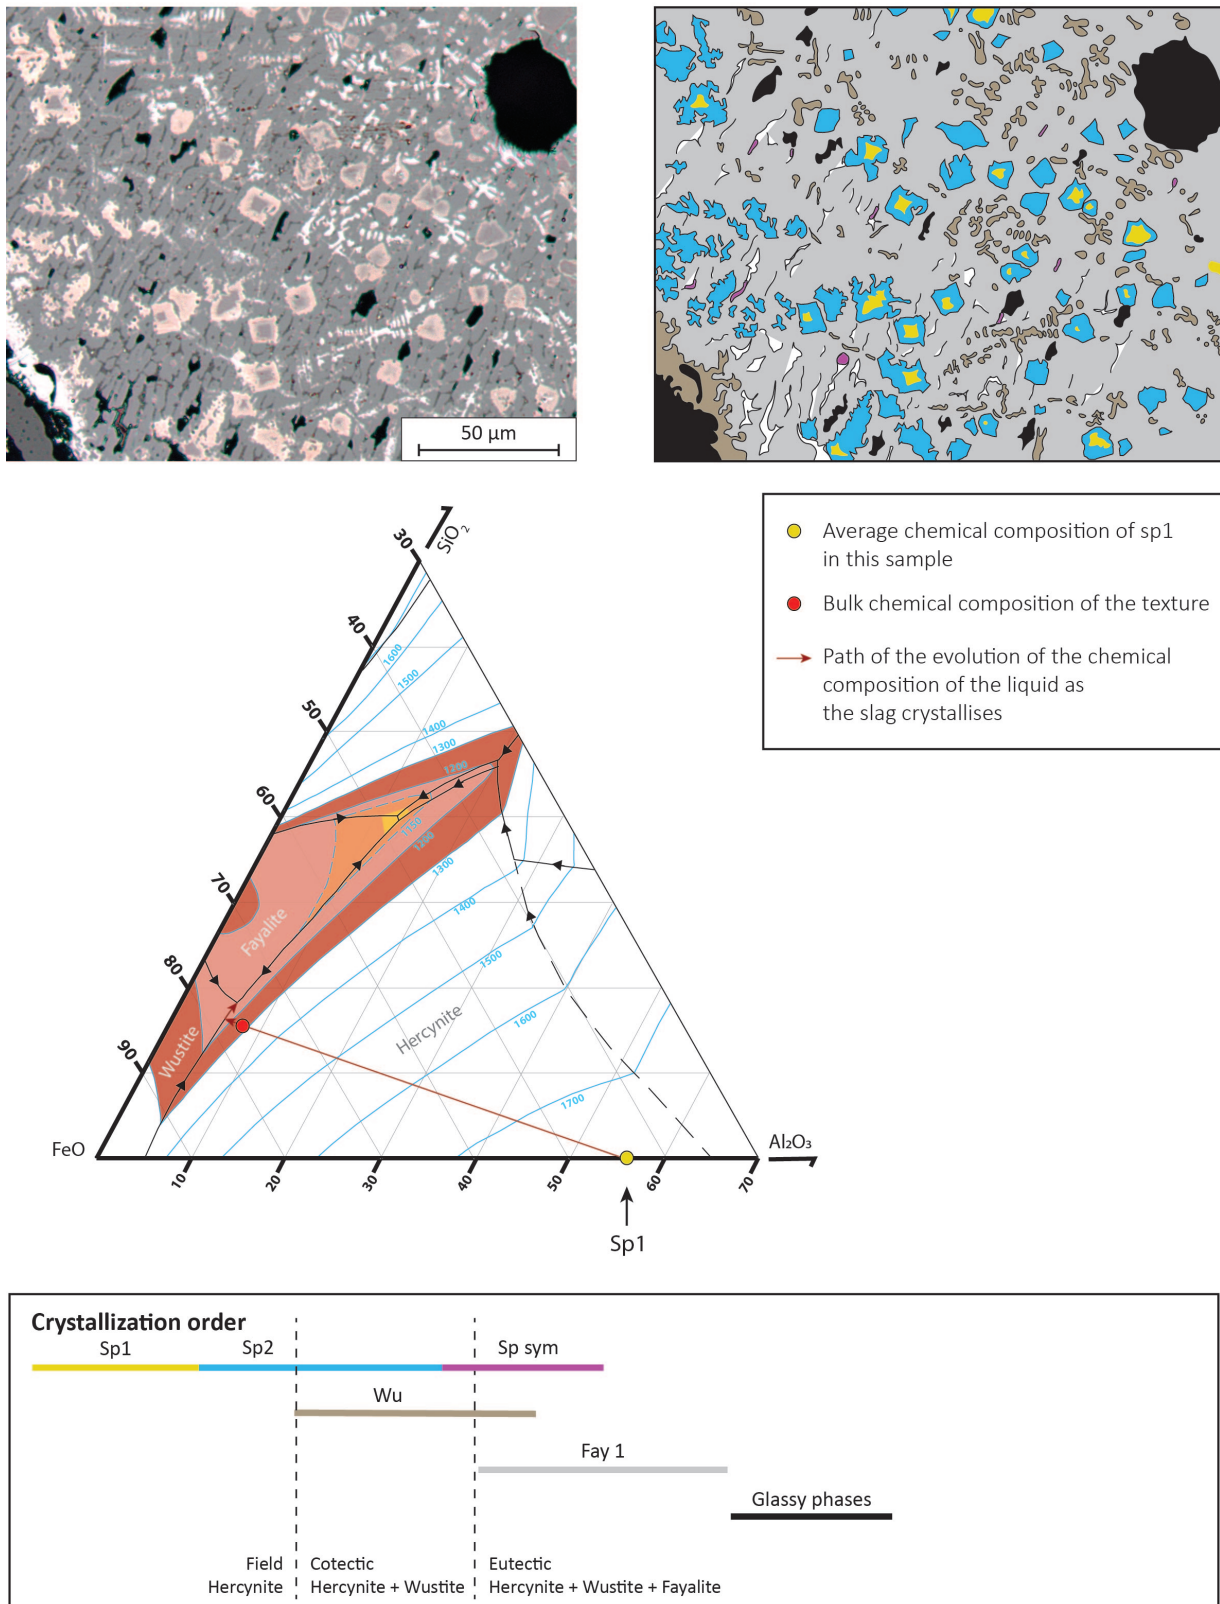 50 µm
Average chemical composition of sp1
in this sample
Bulk chemical composition of the texture
Path of the evolution of the chemical
composition of the liquid as
the slag crystallises
30
SiO₂
40
1600
1500
50
1400
1300
1200
60
1150
1200
1300
70
1400
Fayalite
1500
80
1600
Hercynite
Wustite
90
1700
FeO
Al₂O₃
10
20
30
40
50
60
70
Sp1
Crystallization order
Sp1
Sp2
Sp sym
Wu
Fay 1
Glassy phases
Field
Hercynite
Cotectic
Hercynite + Wustite
Eutectic
Hercynite + Wustite + Fayalite